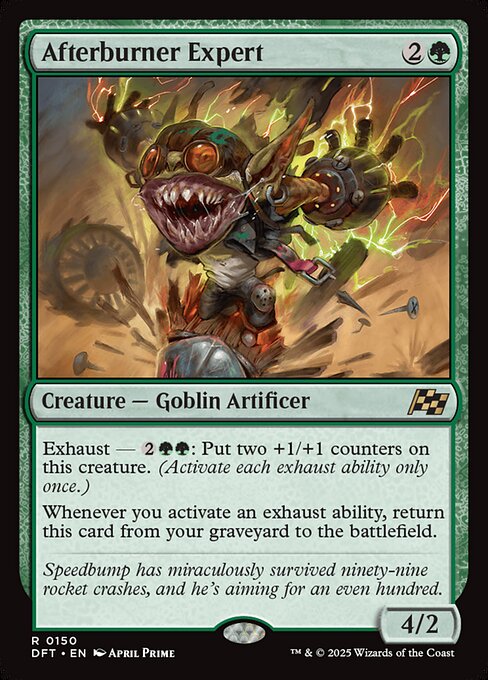 Afterburner Expert 2
Creature — Goblin Artificer
Exhaust — 2: Put two +1/+1 counters on
this creature. (Activate each exhaust ability only
once.)
Whenever you activate an exhaust ability, return
this card from your graveyard to the battlefield.
Speedbump has miraculously survived ninety-nine
rocket crashes, and he's aiming for an even hundred.
4/2
R 0150
DFT • EN April Prime
™ & © 2025 Wizards of the Coast